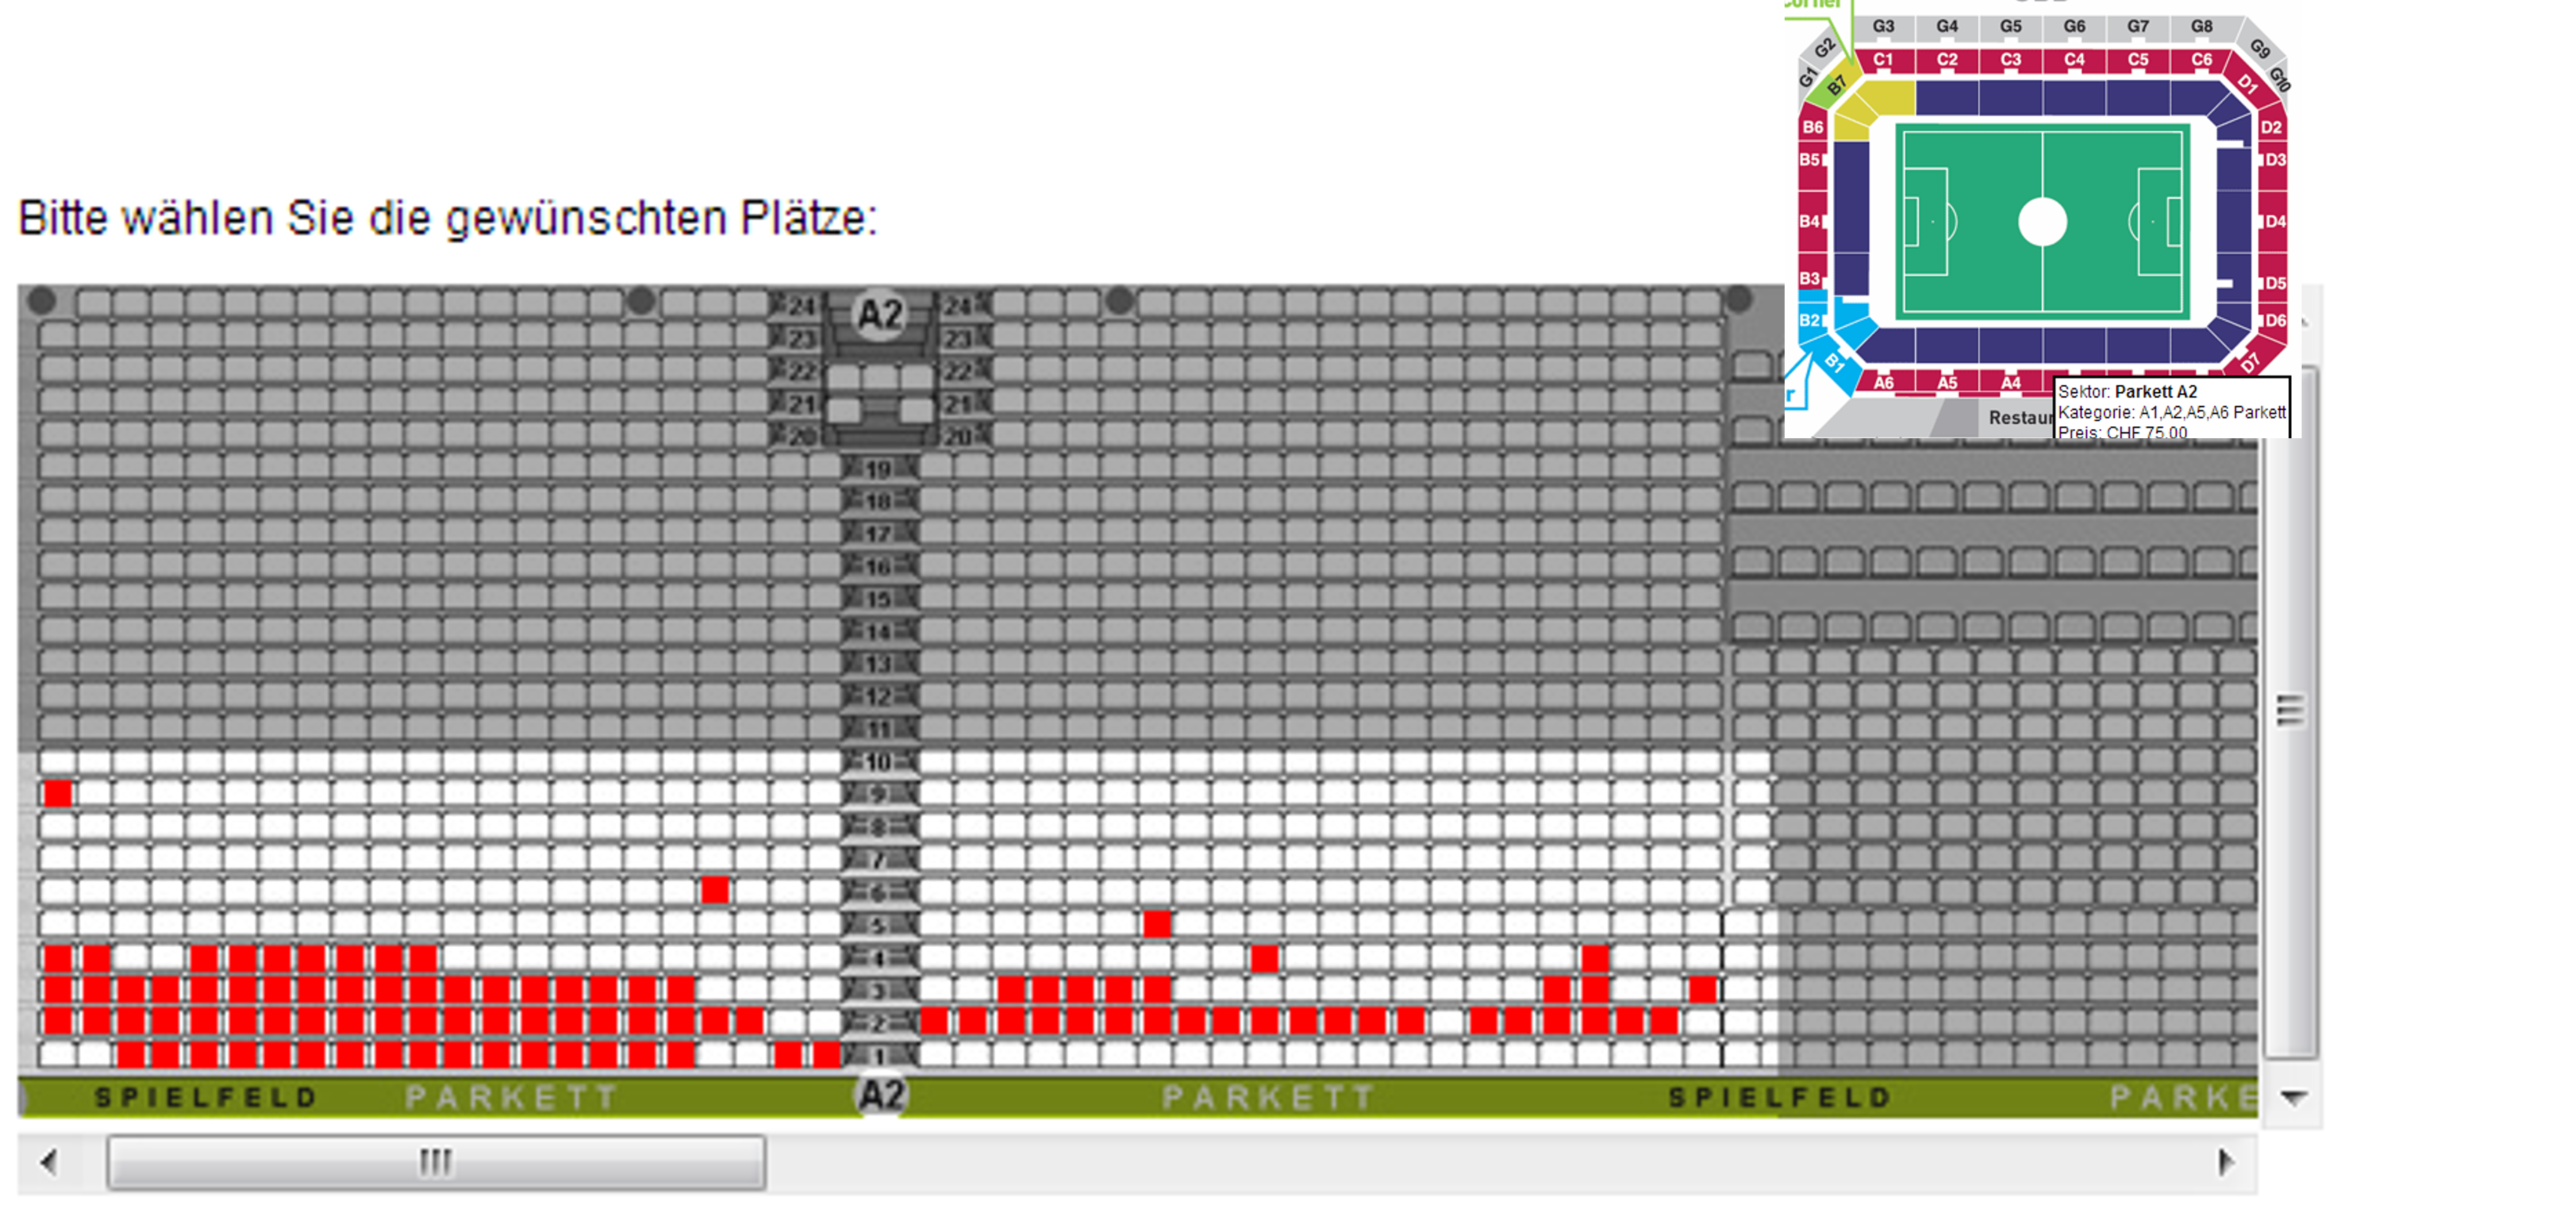 corner
G3 G4 G5 G6 G7 G8
G2 G9
G1 G10
C1 C2 C3 C4 C5 C6
B7 D1
B6 D2
B5 D3
B4 D4
B3 D5
B2 D6
B1 D7
A6 A5 A4
r
Restaur
Sektor: Parkett A2
Kategorie: A1,A2,A5,A6 Parkett
Preis: CHF 75.00
Bitte wählen Sie die gewünschten Plätze:
A2
24 24
23 23
22 22
21 21
20 20
19
18
17
16
15
14
13
12
11
10
9
8
7
6
5
4
3
2
1
SPIELFELD PARKETT A2 PARKETT SPIELFELD PARKE